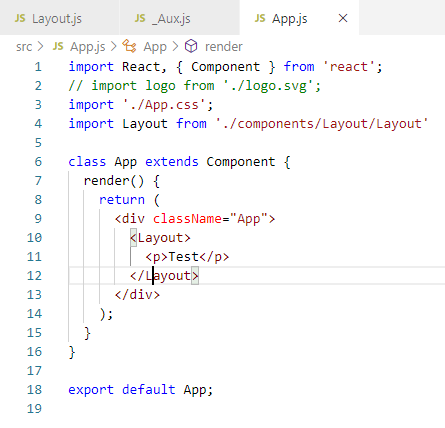 JS Layout.js JS _Aux.js JS App.js ×
src > JS App.js > App > render
1 import React, { Component } from 'react';
2 // import logo from './logo.svg';
3 import './App.css';
4 import Layout from './components/Layout/Layout'
5
6 class App extends Component {
7 render() {
8 return (
9 <div className="App">
10 <Layout>
11 <p>Test</p>
12 </Layout>
13 </div>
14 );
15 }
16 }
17
18 export default App;
19